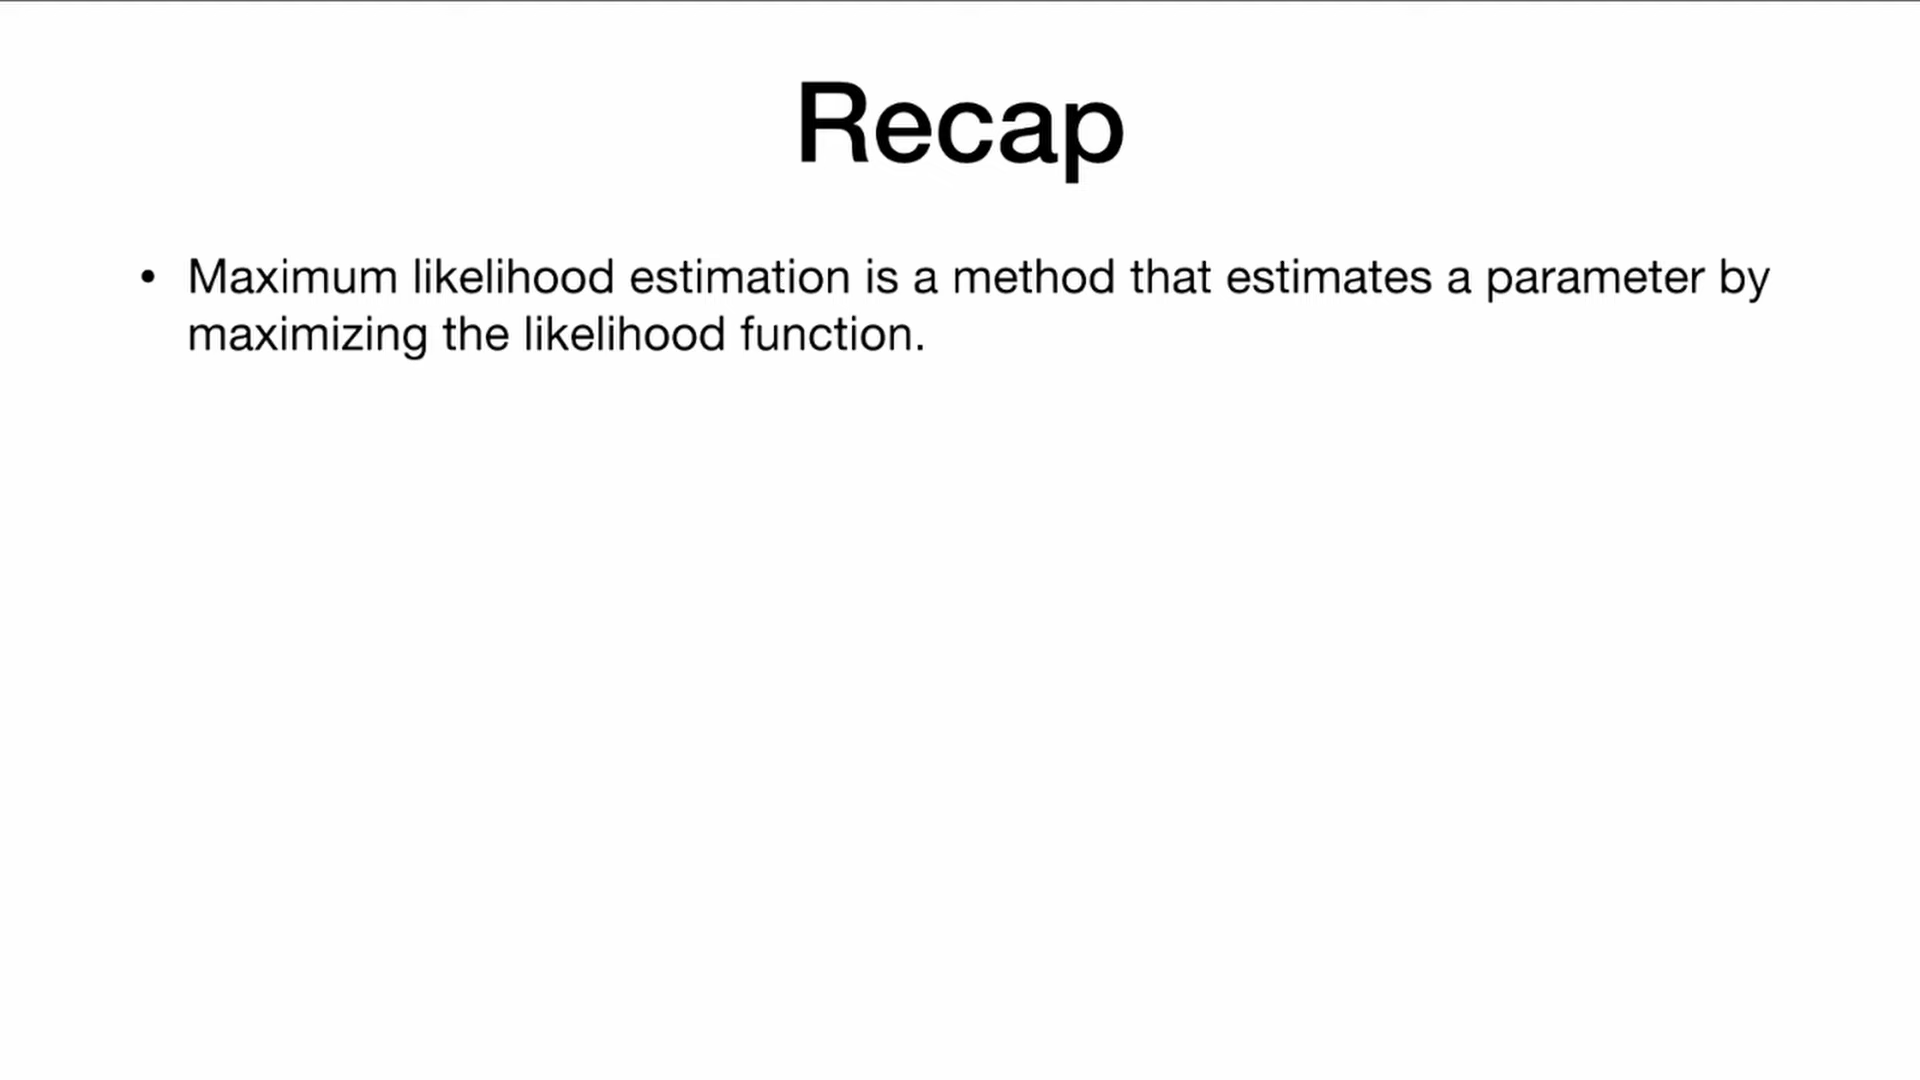 Recap
• Maximum likelihood estimation is a method that estimates a parameter by
maximizing the likelihood function.